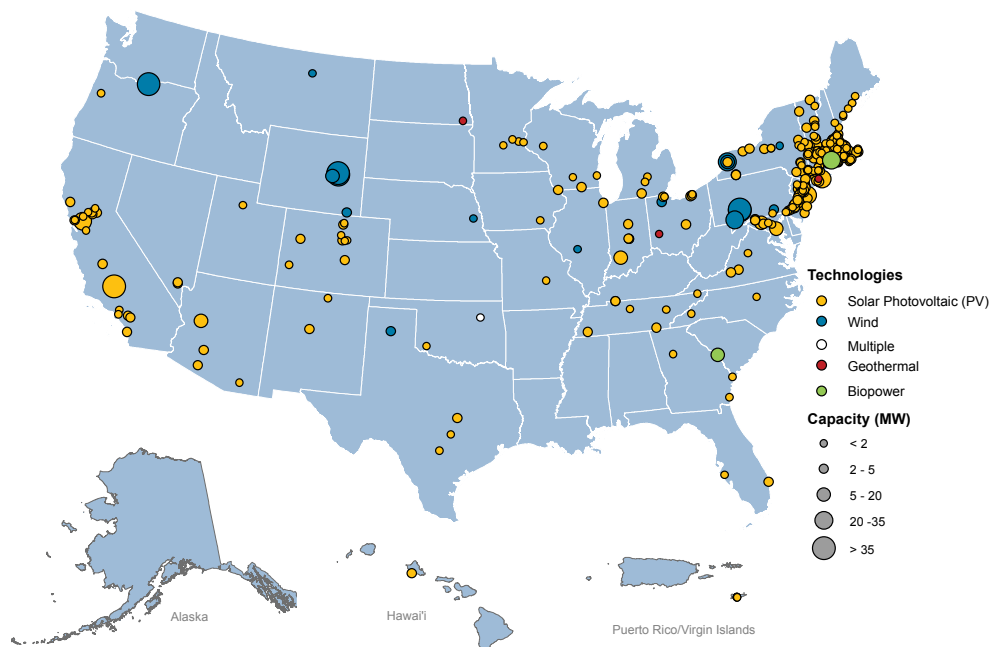 Technologies
Solar Photovoltaic (PV)
Wind
Multiple
Geothermal
Biopower
Capacity (MW)
< 2
2 - 5
5 - 20
20 -35
> 35
Alaska
Hawai'i
Puerto Rico/Virgin Islands